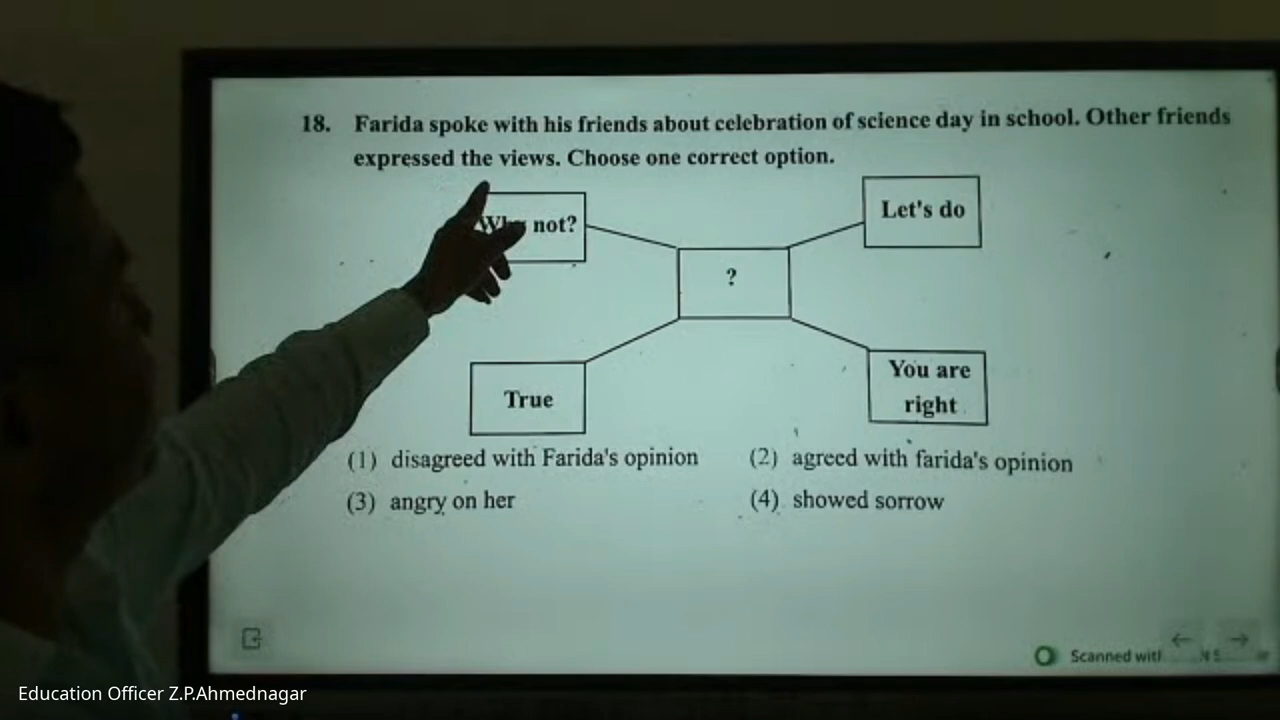 18. Farida spoke with his friends about celebration of science day in school. Other friends
expressed the views. Choose one correct option.
not?
Let's do
?
True
You are
right
(1) disagreed with Farida's opinion
(2) agreed with farida's opinion
(3) angry on her
(4) showed sorrow
Scanned
Education Officer Z.P.Ahmednagar